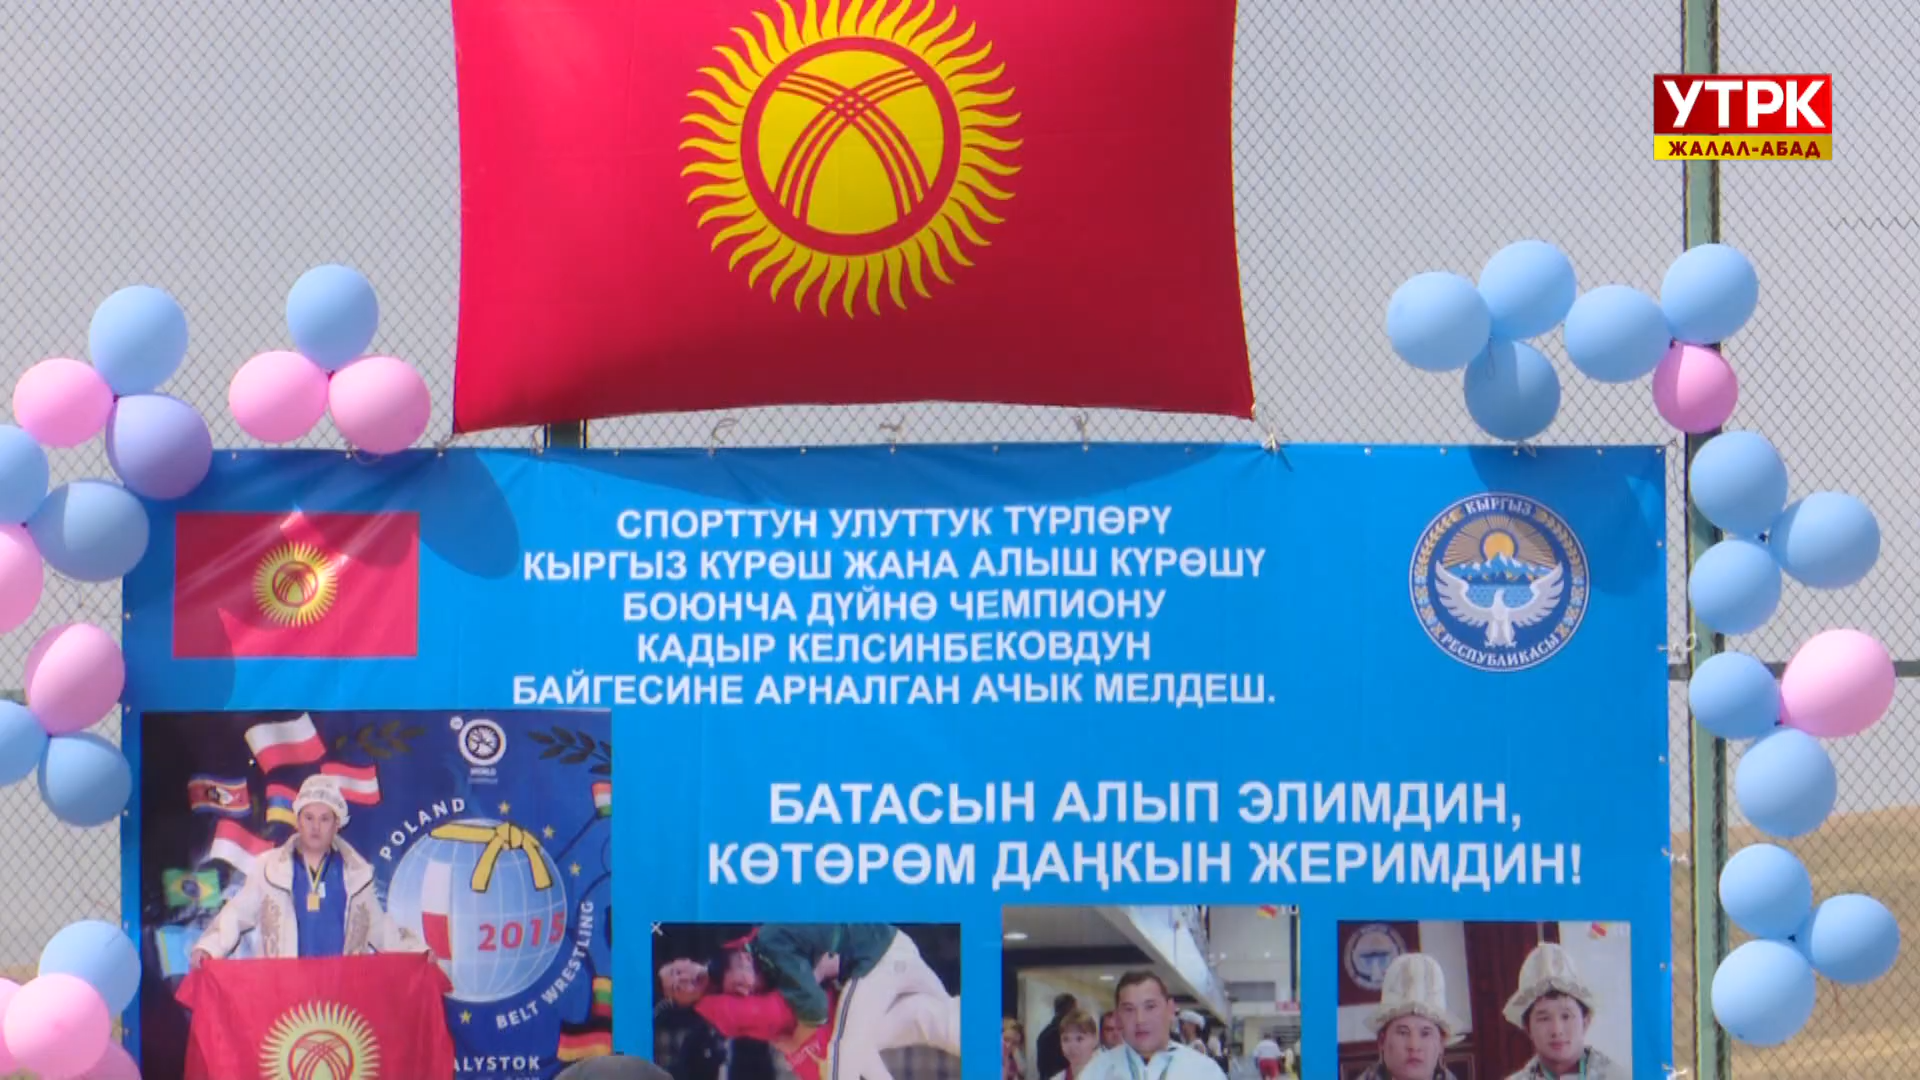 УТРК
ЖАЛАЛ-АБАД
СПОРТТУН УЛУТТУК ТҮРЛӨРҮ
КЫРГЫЗ КҮРӨШ ЖАНА АЛЫШ КҮРӨШҮ
БОЮНЧА ДҮЙНӨ ЧЕМПИОНУ
КАДЫР КЕЛСИНБЕКОВДУН
БАЙГЕСИНЕ АРНАЛГАН АЧЫК МЕЛДЕШ.
КЫРГЫЗ
РЕСПУБЛИКАСЫ
БАТАСЫН АЛЫП ЭЛИМДИН,
КӨТӨРӨМ ДАҢКЫН ЖЕРИМДИН!
WORLD
POLAND
2015
BELT WRESTLING
ALYSTOK